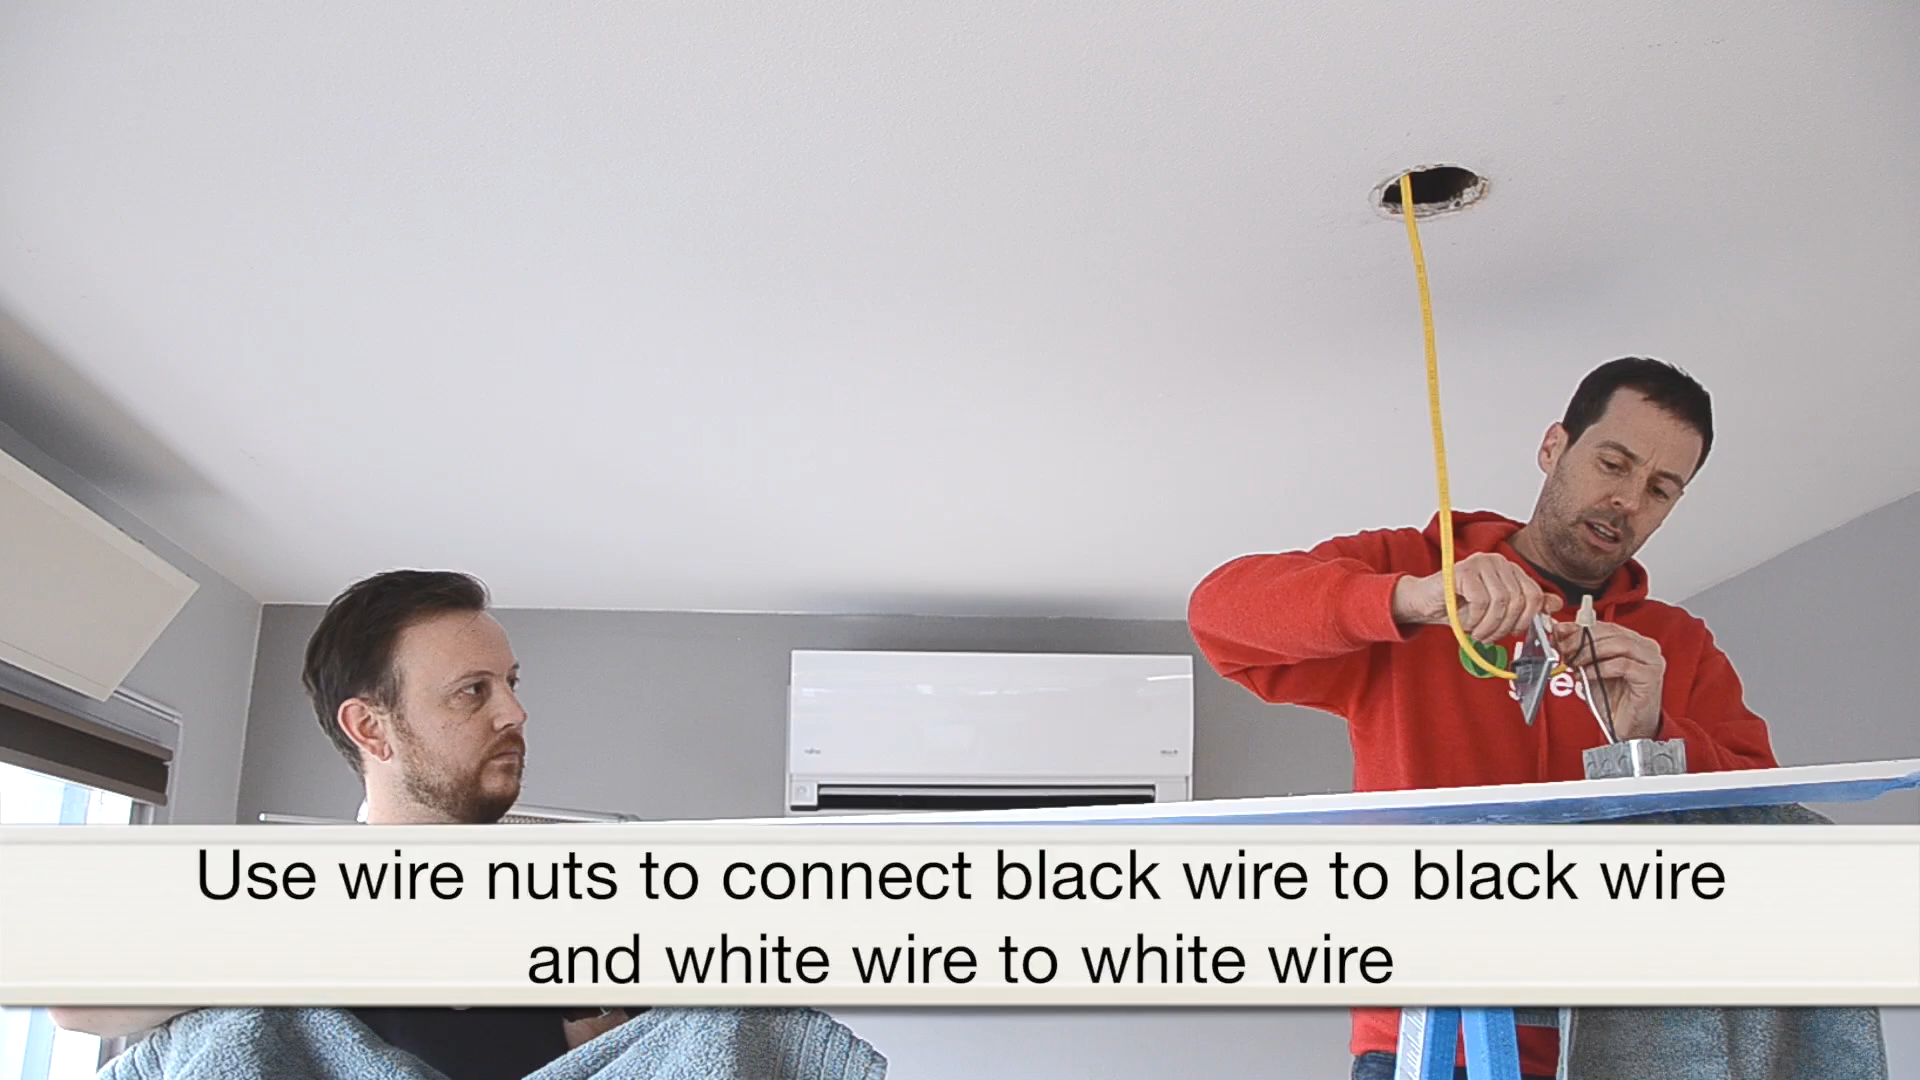 Use wire nuts to connect black wire to black wire
and white wire to white wire